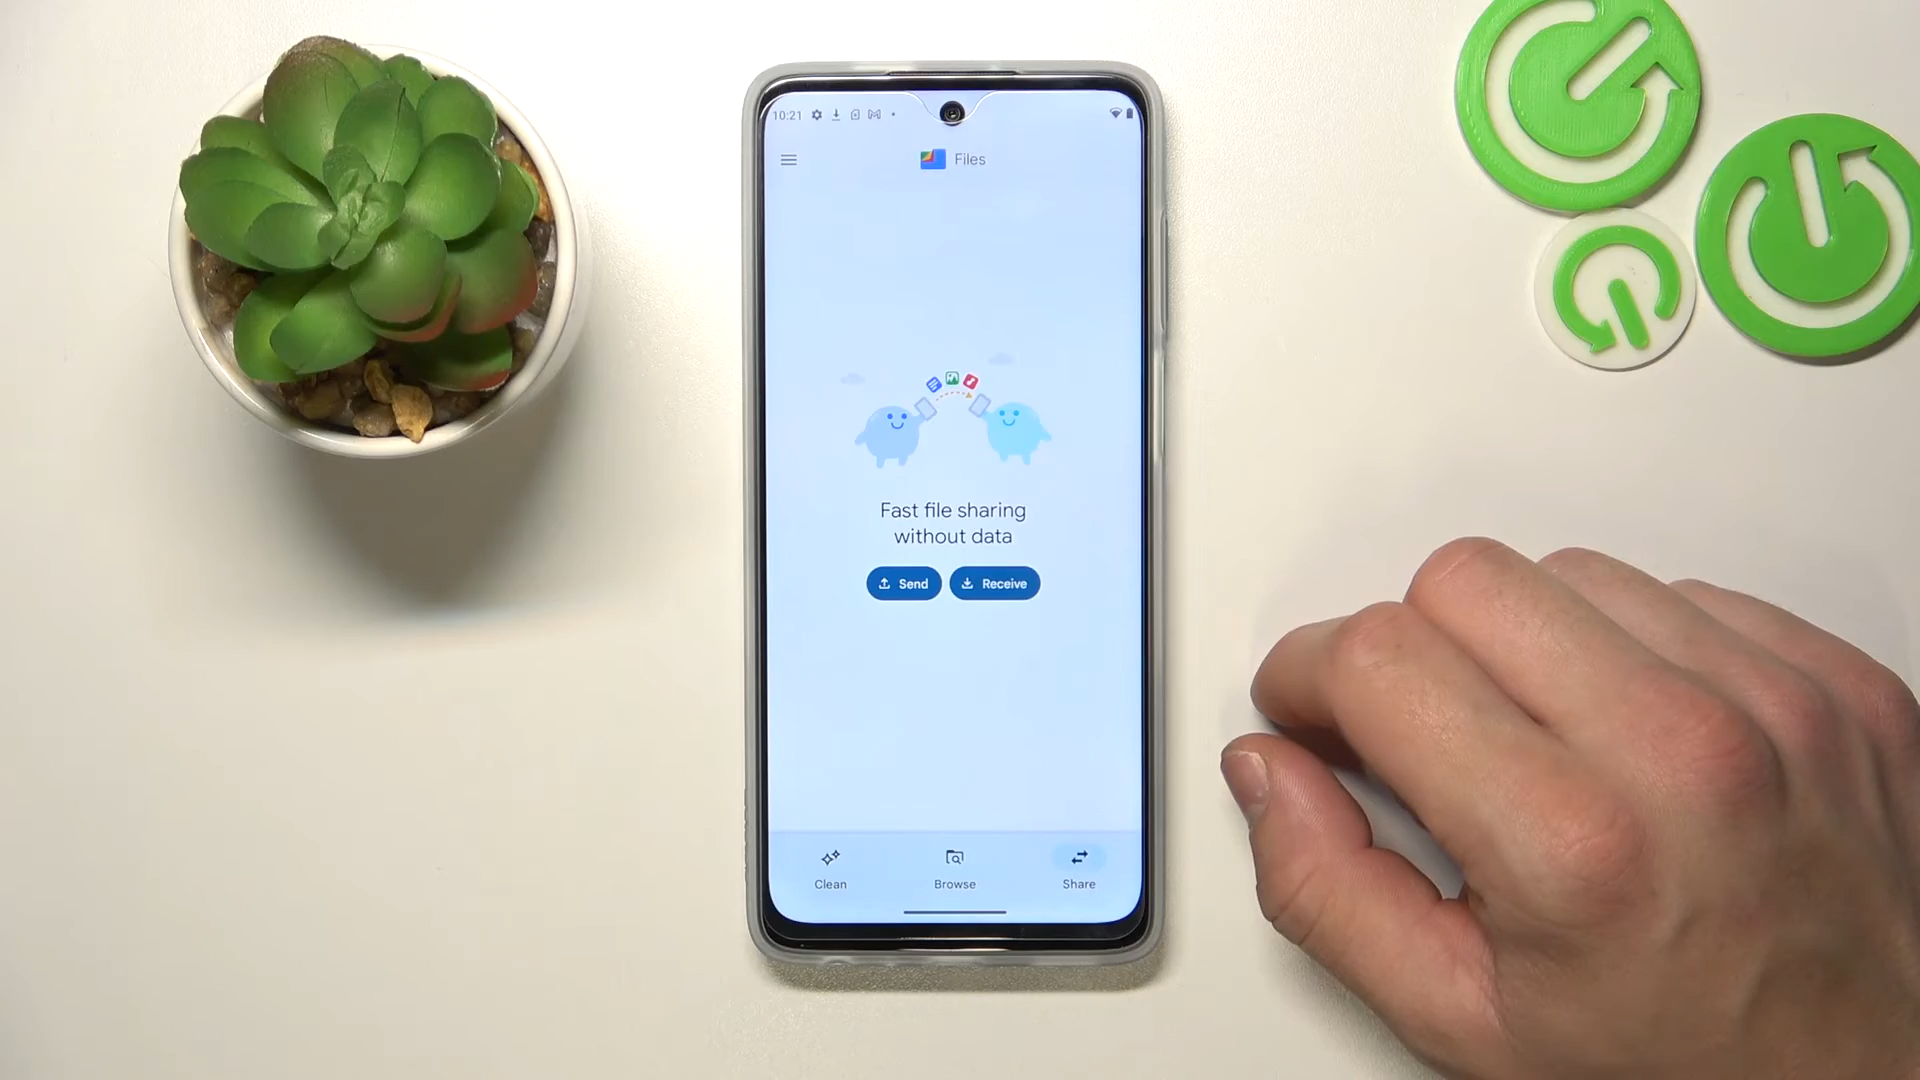 10:21
Files
Fast file sharing
without data
Send Receive
Clean Browse Share